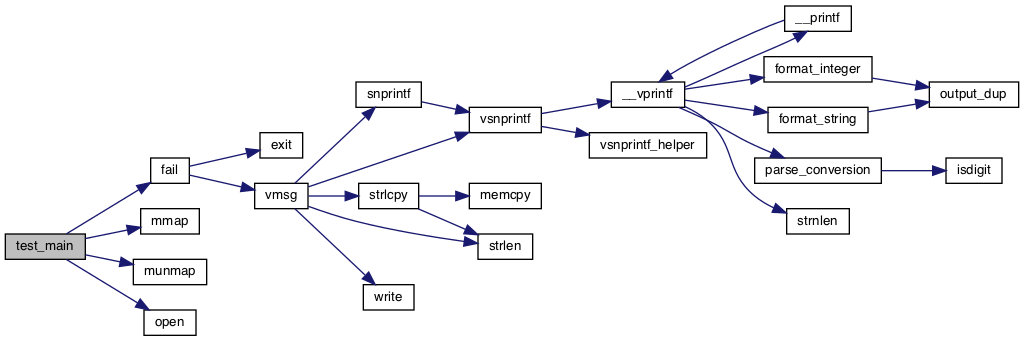 test_main
fail
mmap
munmap
open
exit
vmsg
snprintf
strlcpy
write
vsnprintf
memcpy
strlen
__vprintf
vsnprintf_helper
__printf
format_integer
format_string
parse_conversion
strnlen
output_dup
isdigit